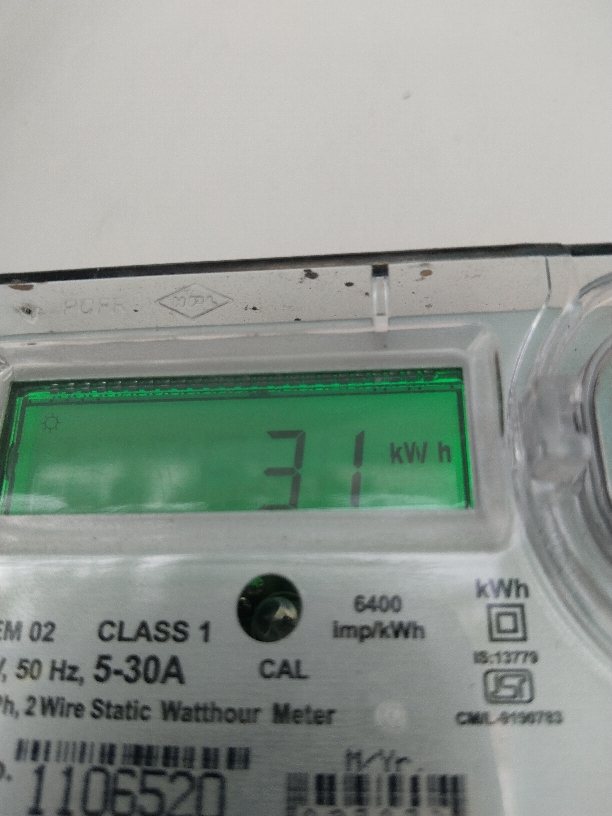 31 kWh
EM 02 CLASS 1
6400
imp/kWh
kWh
, 50 Hz, 5-30A
CAL
IS:13779
2 Wire Static Watthour Meter
CM/L-9190783
1106520
M/Yr.